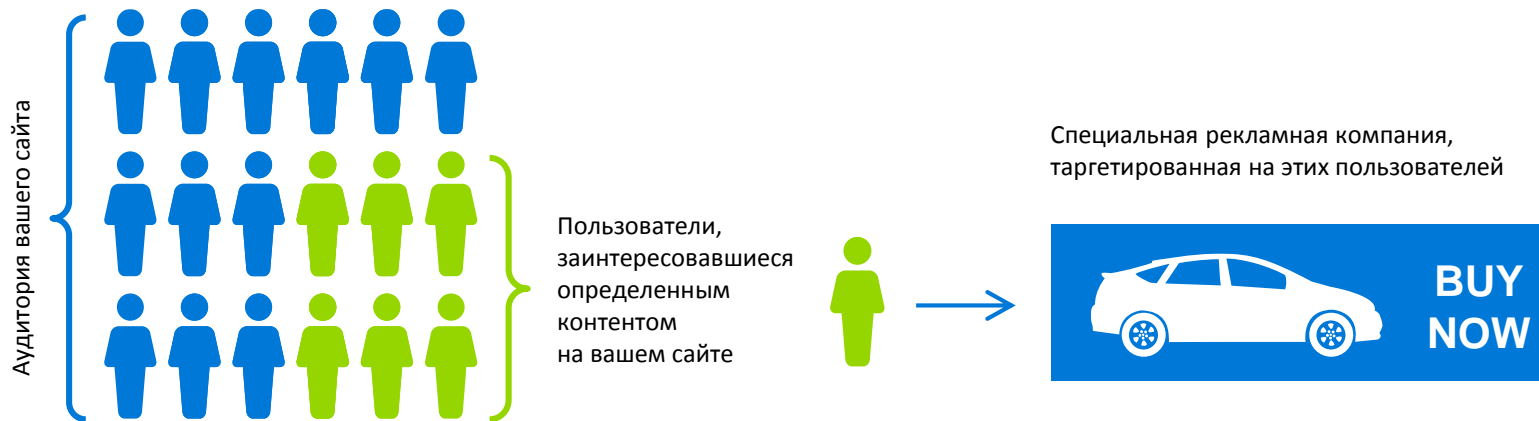 Аудитория вашего сайта
Пользователи,
заинтересовавшиеся
определенным
контентом
на вашем сайте
Специальная рекламная компания,
таргетированная на этих пользователей
BUY
NOW